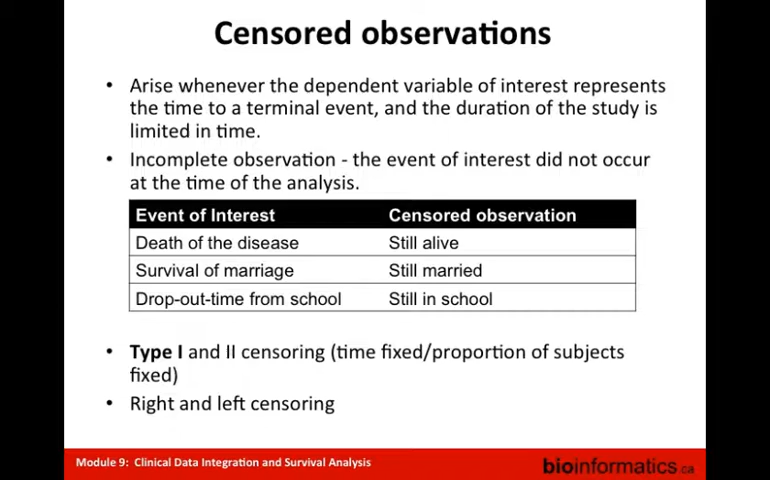 Censored observations
• Arise whenever the dependent variable of interest represents
the time to a terminal event, and the duration of the study is
limited in time.
• Incomplete observation - the event of interest did not occur
at the time of the analysis.
Event of Interest Censored observation
Death of the disease Still alive
Survival of marriage Still married
Drop-out-time from school Still in school
• Type I and II censoring (time fixed/proportion of subjects
fixed)
• Right and left censoring
Module 9: Clinical Data Integration and Survival Analysis bioinformatics.ca